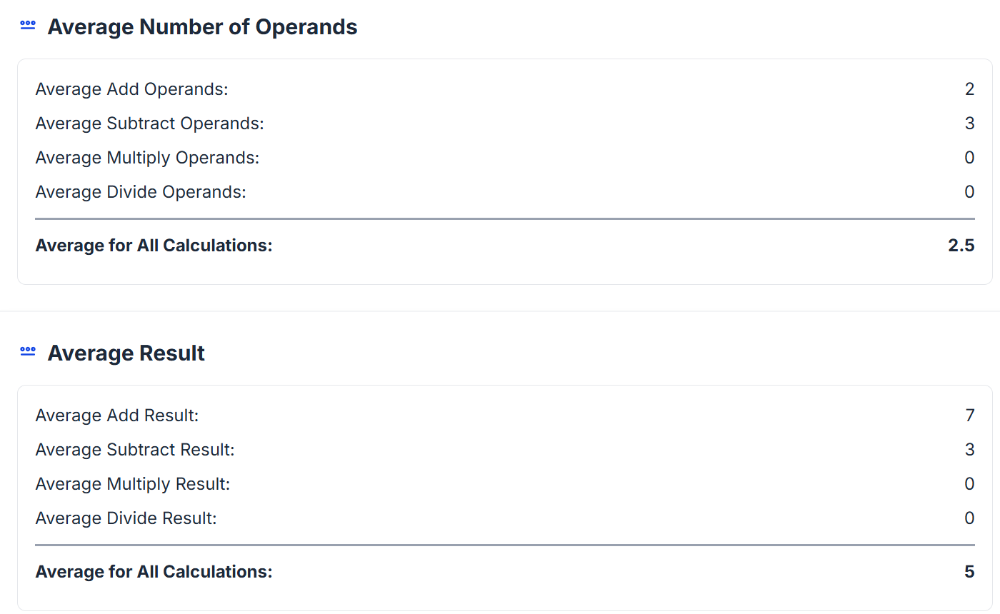 Average Number of Operands
Average Add Operands: 2
Average Subtract Operands: 3
Average Multiply Operands: 0
Average Divide Operands: 0
Average for All Calculations: 2.5
Average Result
Average Add Result: 7
Average Subtract Result: 3
Average Multiply Result: 0
Average Divide Result: 0
Average for All Calculations: 5